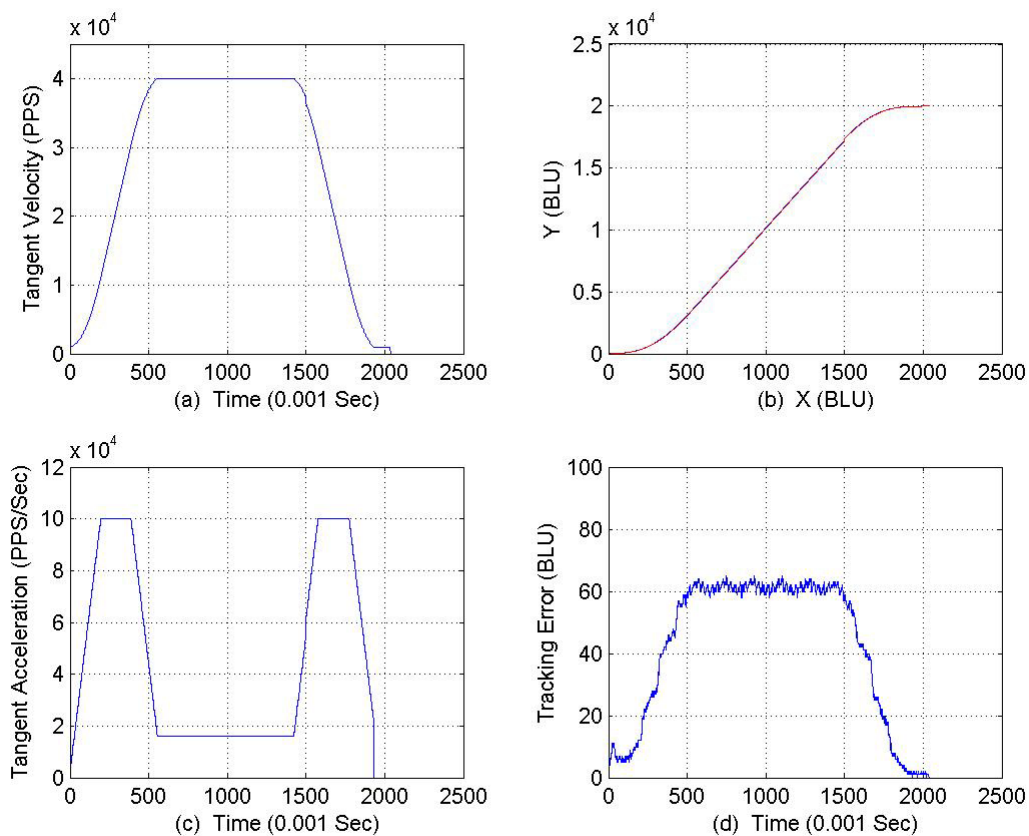 x 10^4
4
3
2
1
0
Tangent Velocity (PPS)
0 500 1000 1500 2000 2500
(a) Time (0.001 Sec)
x 10^4
2.5
2
1.5
1
0.5
0
Y (BLU)
0 500 1000 1500 2000 2500
(b) X (BLU)
x 10^4
12
10
8
6
4
2
0
Tangent Acceleration (PPS/Sec)
0 500 1000 1500 2000 2500
(c) Time (0.001 Sec)
100
80
60
40
20
0
Tracking Error (BLU)
0 500 1000 1500 2000 2500
(d) Time (0.001 Sec)